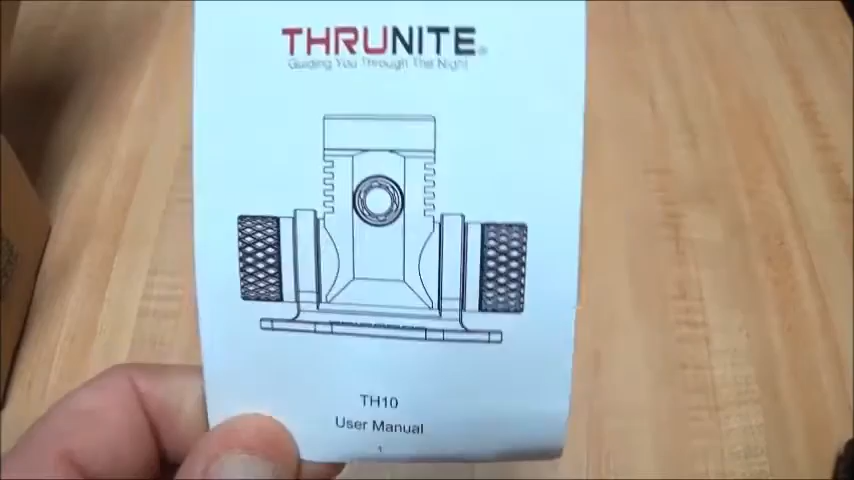 THRUNITE®
Guiding You Through The Night
TH10
User Manual
1